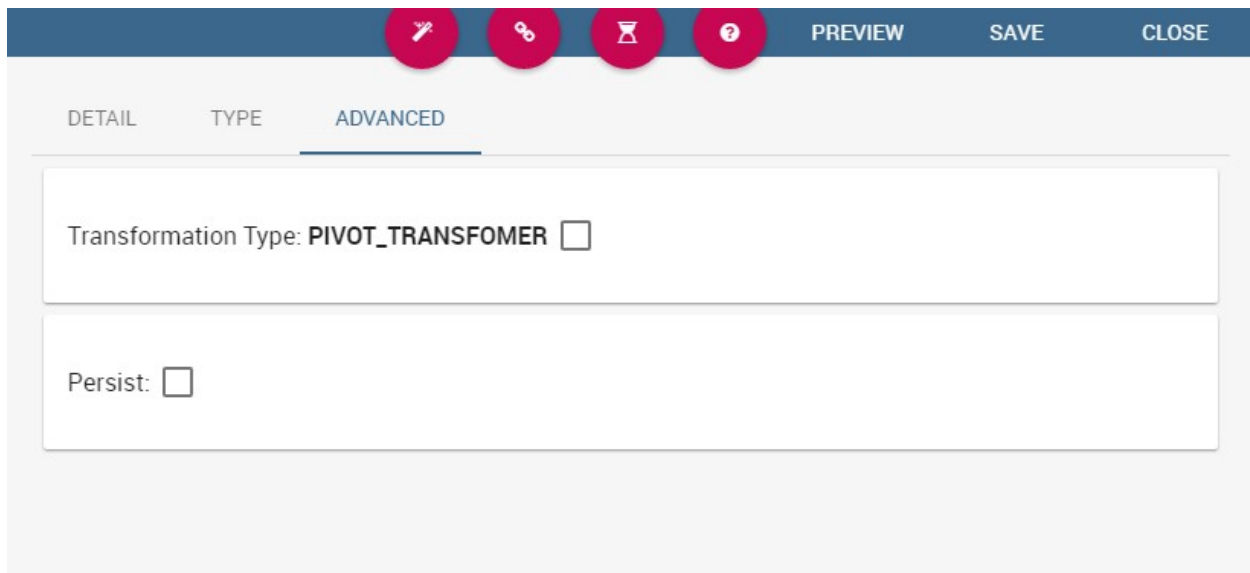 PREVIEW SAVE CLOSE
DETAIL TYPE ADVANCED
Transformation Type: PIVOT_TRANSFOMER
Persist: